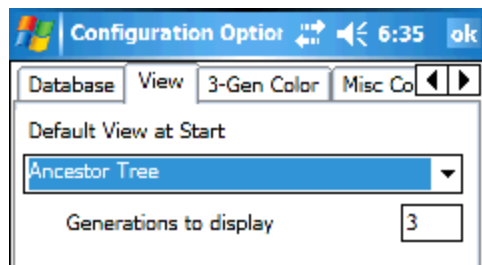 Configuration Option 6:35 ok
Database View 3-Gen Color Misc Co
Default View at Start
Ancestor Tree
Generations to display 3